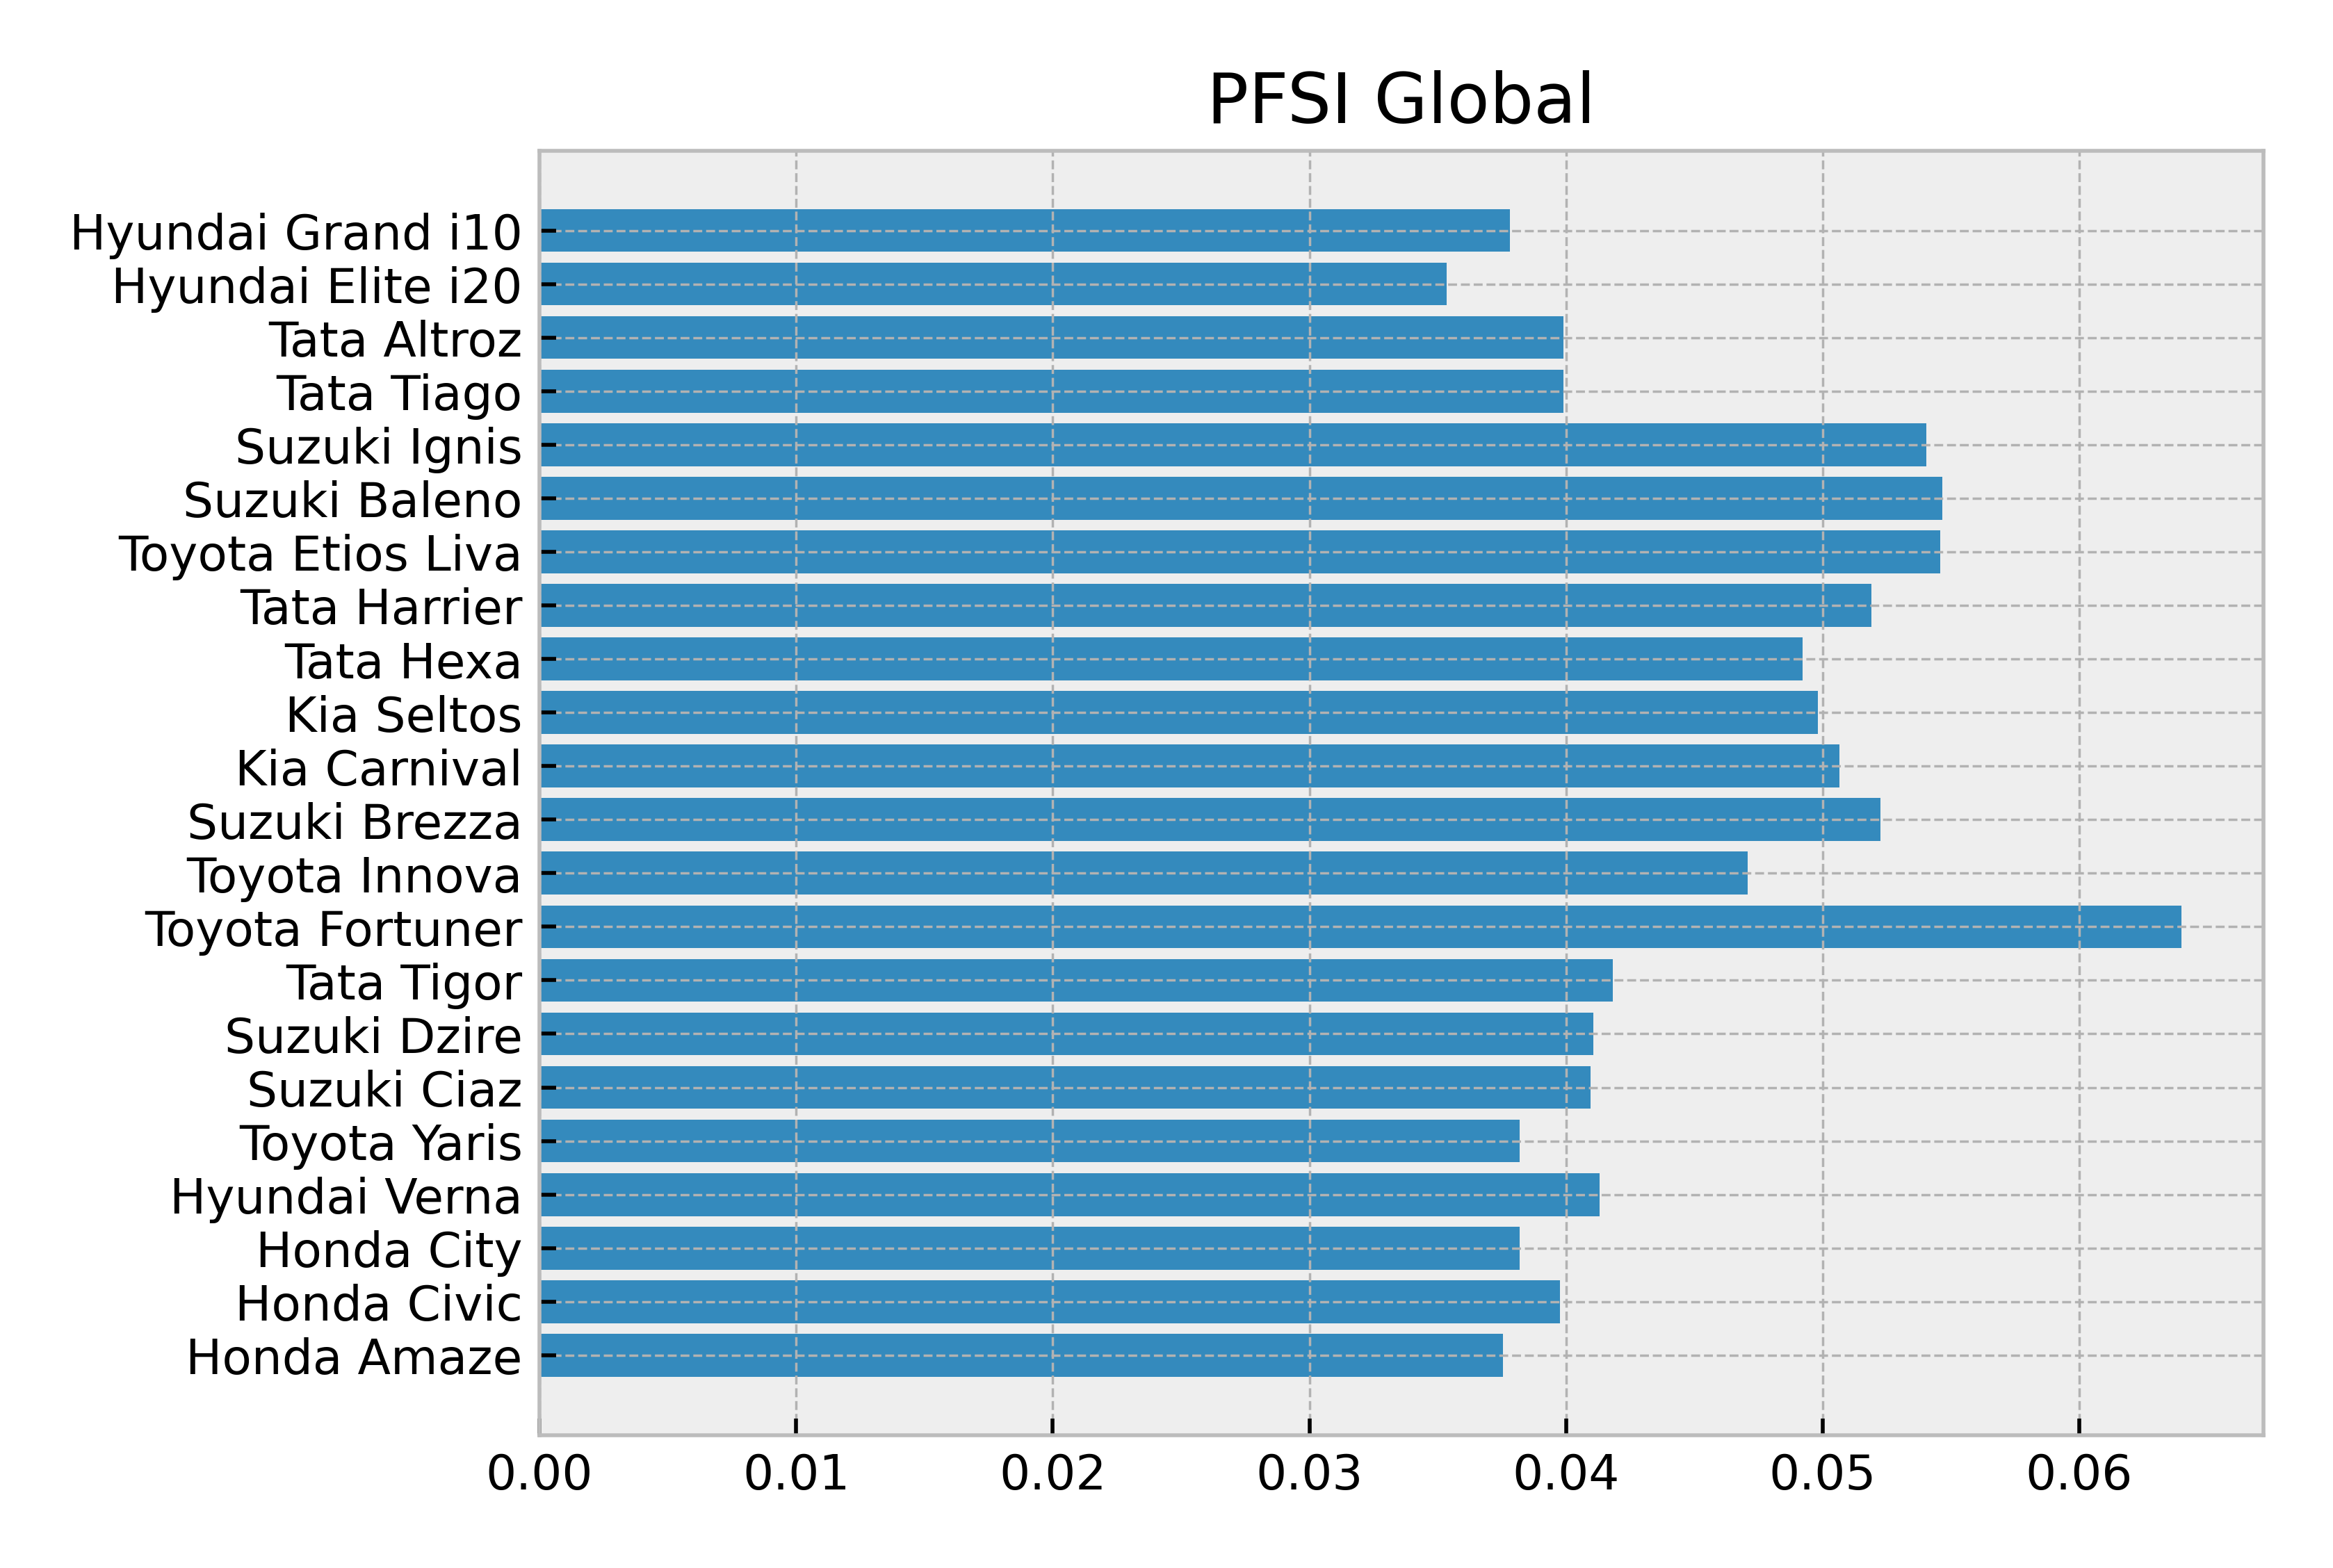 PFSI Global
Hyundai Grand i10
Hyundai Elite i20
Tata Altroz
Tata Tiago
Suzuki Ignis
Suzuki Baleno
Toyota Etios Liva
Tata Harrier
Tata Hexa
Kia Seltos
Kia Carnival
Suzuki Brezza
Toyota Innova
Toyota Fortuner
Tata Tigor
Suzuki Dzire
Suzuki Ciaz
Toyota Yaris
Hyundai Verna
Honda City
Honda Civic
Honda Amaze
0.00 0.01 0.02 0.03 0.04 0.05 0.06